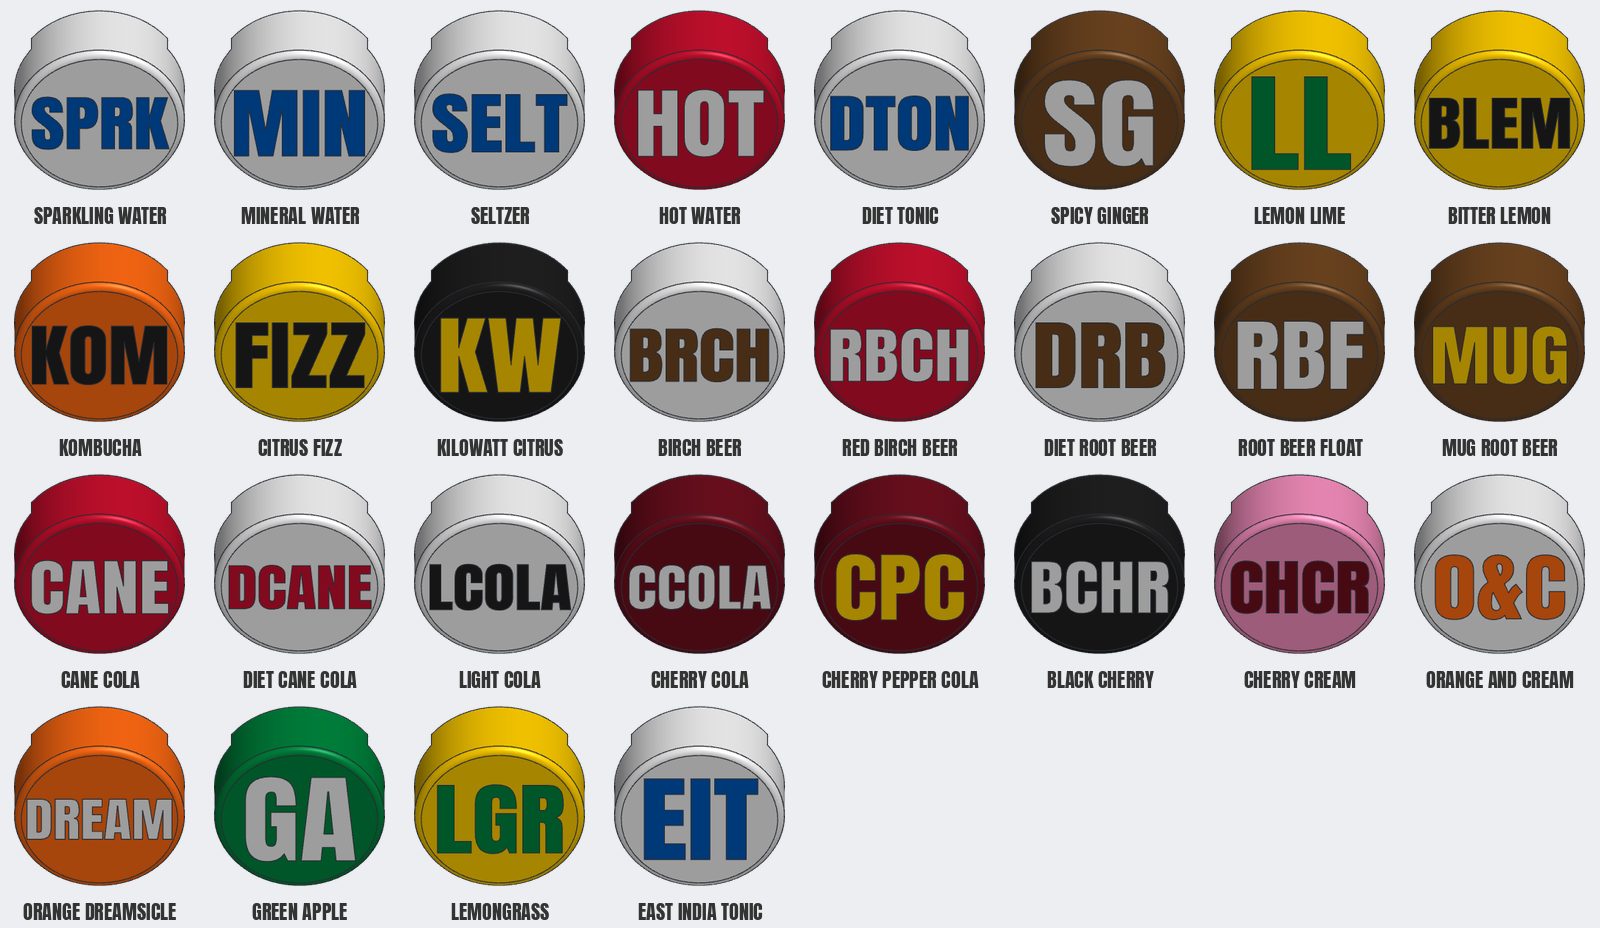 SPRK
SPARKLING WATER
MIN
MINERAL WATER
SELT
SELTZER
HOT
HOT WATER
DTON
DIET TONIC
SG
SPICY GINGER
LL
LEMON LIME
BLEM
BITTER LEMON
KOM
KOMBUCHA
FIZZ
CITRUS FIZZ
KW
KILOWATT CITRUS
BRCH
BIRCH BEER
RBCH
RED BIRCH BEER
DRB
DIET ROOT BEER
RBF
ROOT BEER FLOAT
MUG
MUG ROOT BEER
CANE
CANE COLA
DCANE
DIET CANE COLA
LCOLA
LIGHT COLA
CCOLA
CHERRY COLA
CPC
CHERRY PEPPER COLA
BCHR
BLACK CHERRY
CHCR
CHERRY CREAM
O&C
ORANGE AND CREAM
DREAM
ORANGE DREAMSICLE
GA
GREEN APPLE
LGR
LEMONGRASS
EIT
EAST INDIA TONIC